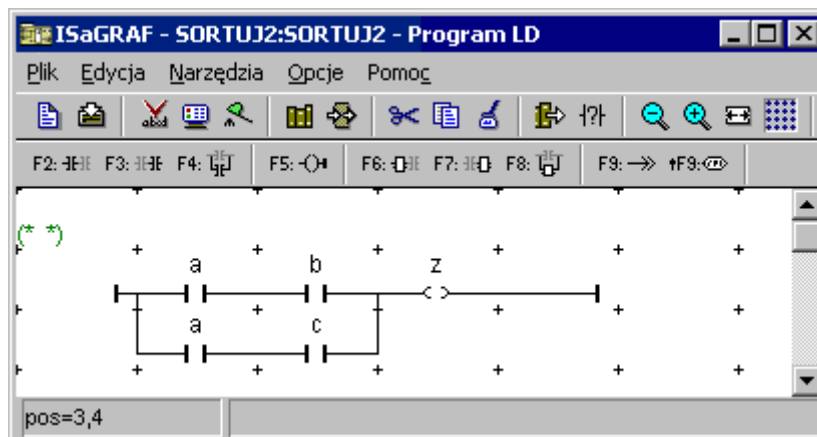 ISaGRAF - SORTUJ2:SORTUJ2 - Program LD
Plik Edycja Narzędzia Opcje Pomoc
abcd
F2: F3: F4: F5: F6: F7: F8: F9: F9:
(* *)
a b z
a c
pos=3,4